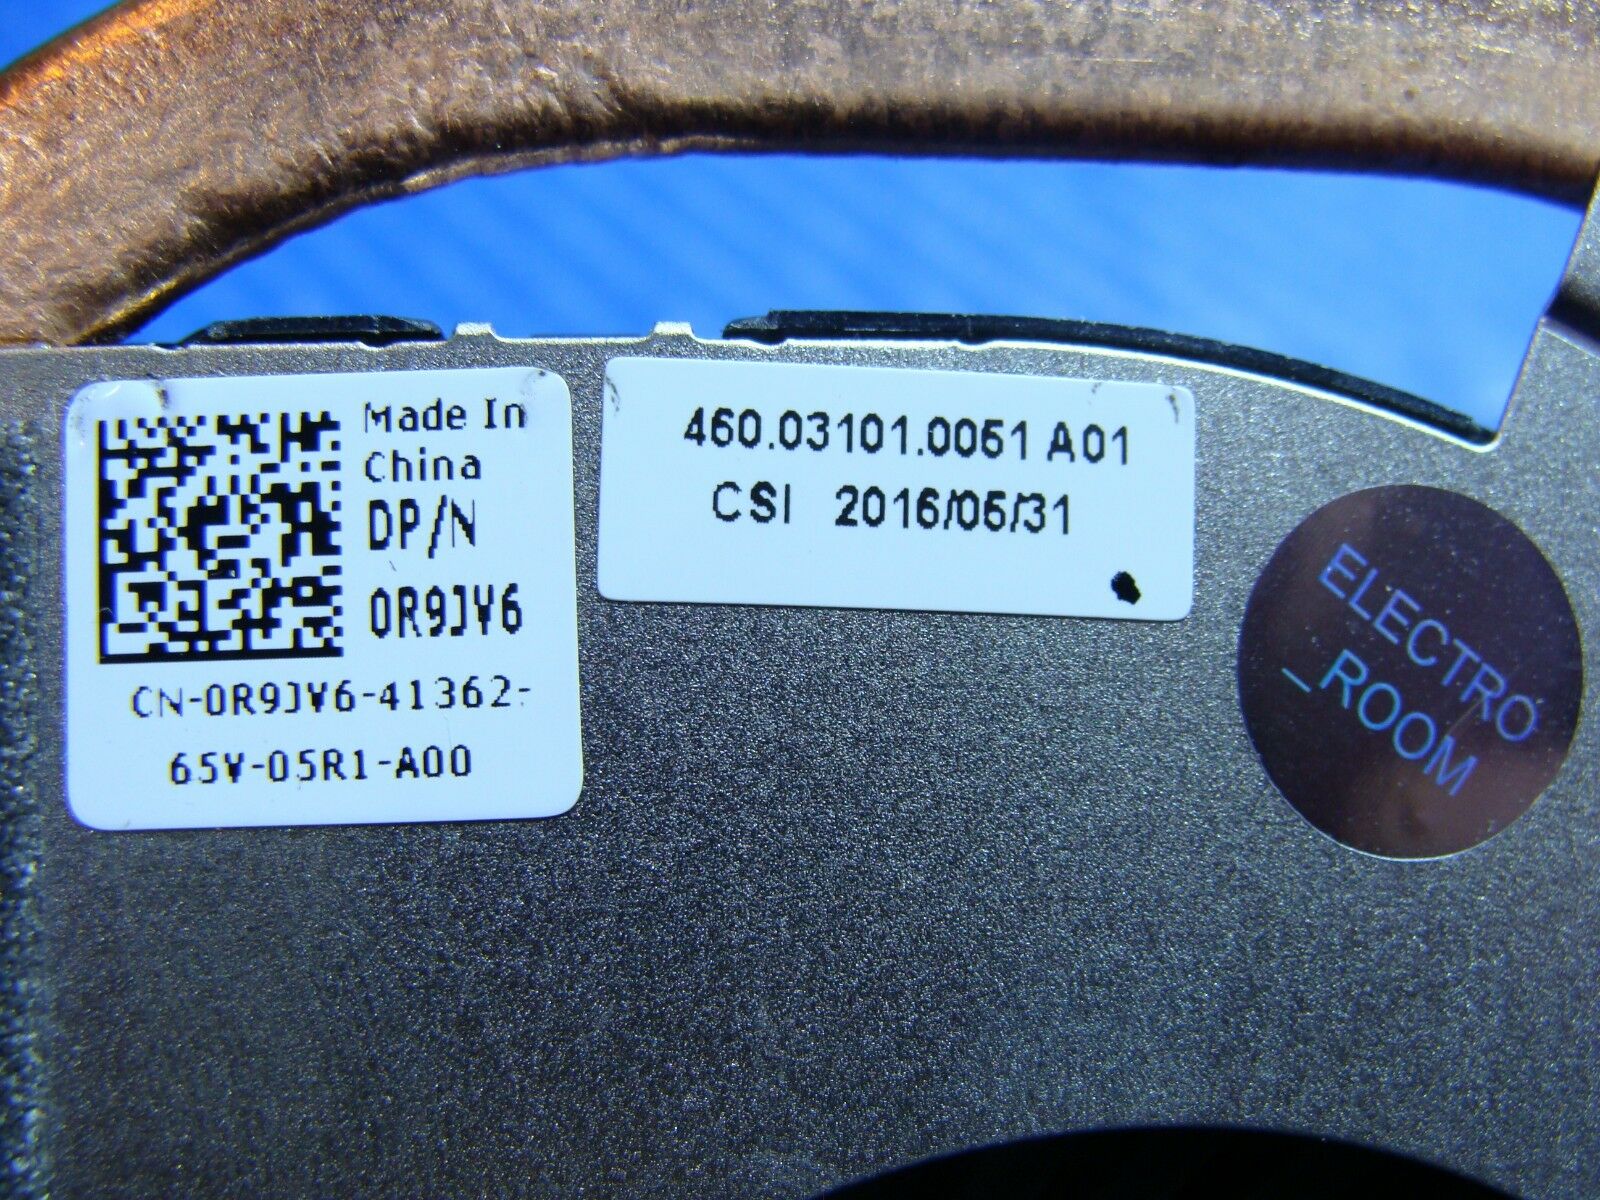 Made In
China
DP/N
0R9JV6
CN-0R9JV6-41362-
65V-05R1-A00
460.03101.0051 A01
CSI 2016/05/31
ELECTRO
_ROOM